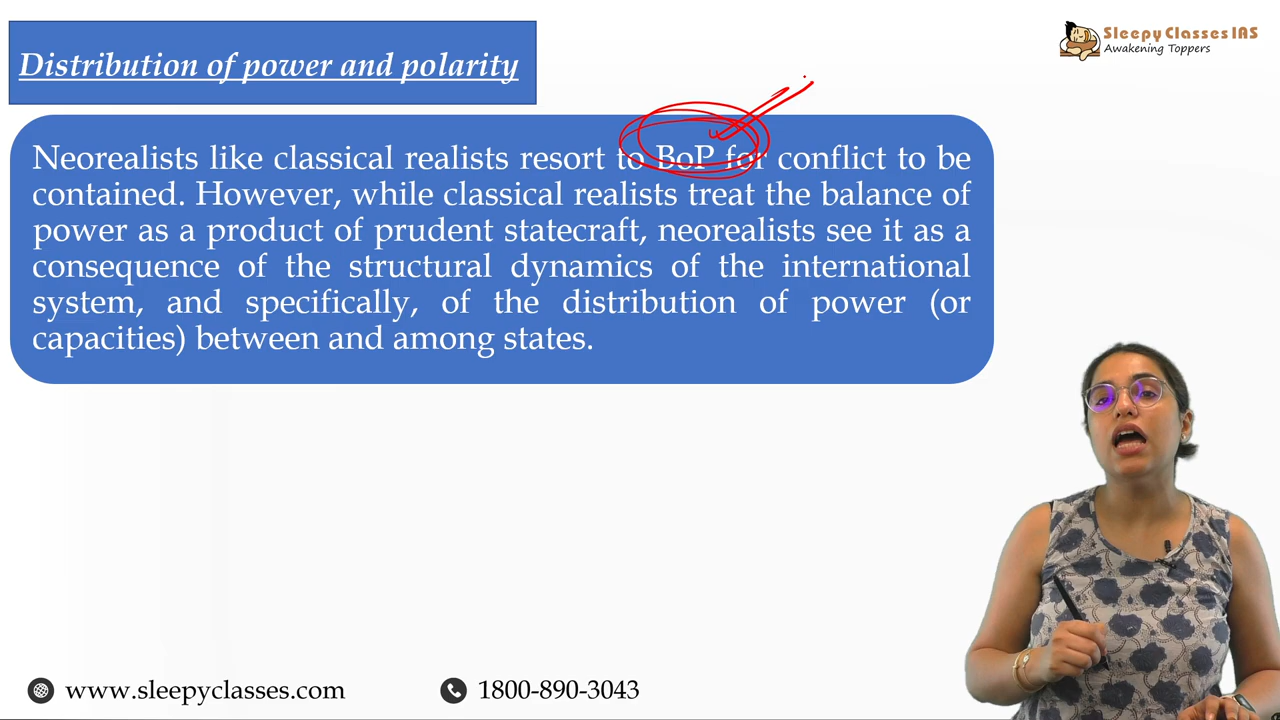 Distribution of power and polarity
Sleepy Classes IAS
Awakening Toppers
Neorealists like classical realists resort to BoP for conflict to be
contained. However, while classical realists treat the balance of
power as a product of prudent statecraft, neorealists see it as a
consequence of the structural dynamics of the international
system, and specifically, of the distribution of power (or
capacities) between and among states.
www.sleepyclasses.com
1800-890-3043